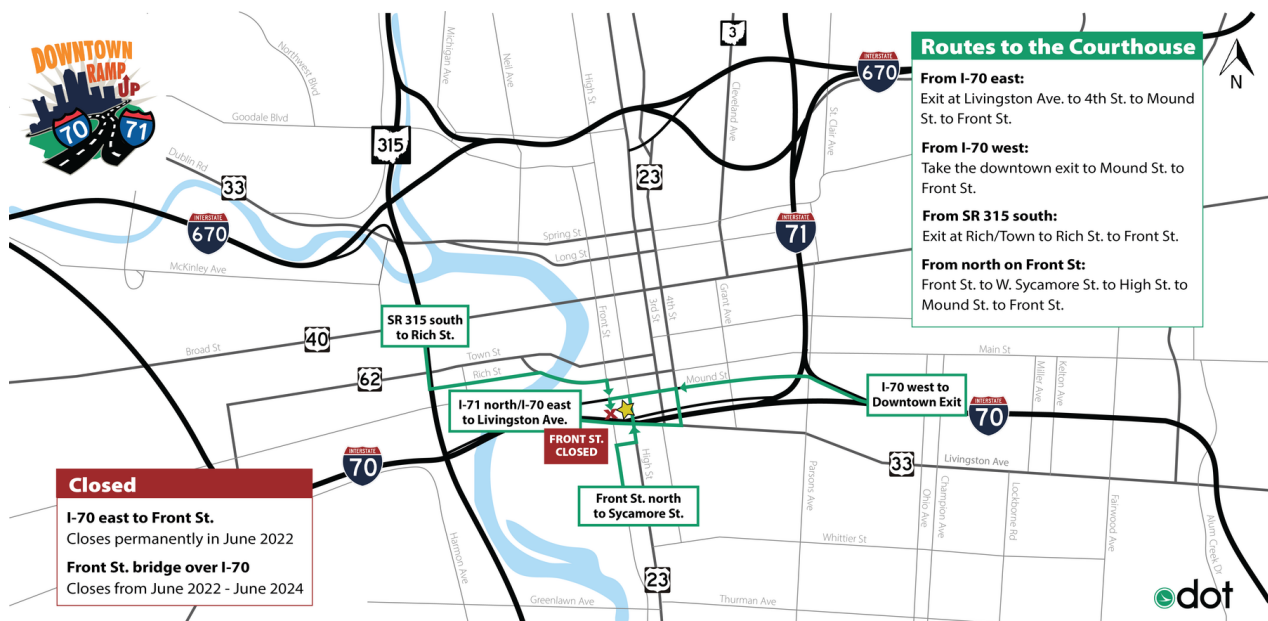 DOWNTOWN
RAMP
UP
70
71
Northwest Blvd
Michigan Ave
Neil Ave
High St
3
Cleveland Ave
INTERSTATE
670
St. Clair Ave
Routes to the Courthouse
N
From I-70 east:
Exit at Livingston Ave. to 4th St. to Mound
St. to Front St.
From I-70 west:
Take the downtown exit to Mound St. to
Front St.
From SR 315 south:
Exit at Rich/Town to Rich St. to Front St.
From north on Front St:
Front St. to W. Sycamore St. to High St. to
Mound St. to Front St.
Goodale Blvd
315
Dublin Rd
33
23
INTERSTATE
670
INTERSTATE
71
Spring St
Long St
McKinley Ave
SR 315 south
to Rich St.
Front St
3rd St
4th St
Grant Ave
40
Broad St
62
Town St
Rich St
Main St
Mound St
Miller Ave
Kelton Ave
I-71 north/I-70 east
to Livingston Ave.
X
I-70 west to
Downtown Exit
INTERSTATE
70
FRONT ST.
CLOSED
INTERSTATE
70
High St
33
Livingston Ave
Parsons Ave
Ohio Ave
Champion Ave
Lockborne Rd
Fairwood Ave
Alum Creek Dr
Closed
I-70 east to Front St.
Closes permanently in June 2022
Front St. bridge over I-70
Closes from June 2022 - June 2024
Front St. north
to Sycamore St.
Harmon Ave
Whittier St
23
Greenlawn Ave
Thurman Ave
odot